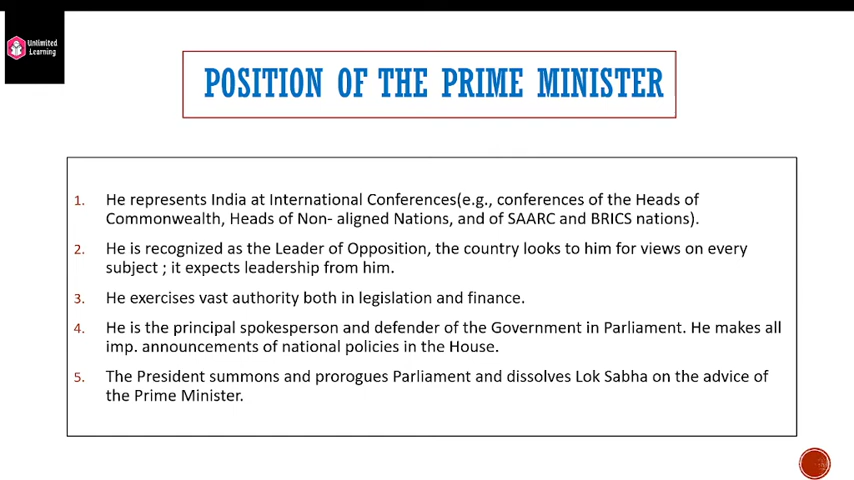 Unlimited
Learning
POSITION OF THE PRIME MINISTER
1. He represents India at International Conferences(e.g., conferences of the Heads of
Commonwealth, Heads of Non- aligned Nations, and of SAARC and BRICS nations).
2. He is recognized as the Leader of Opposition, the country looks to him for views on every
subject ; it expects leadership from him.
3. He exercises vast authority both in legislation and finance.
4. He is the principal spokesperson and defender of the Government in Parliament. He makes all
imp. announcements of national policies in the House.
5. The President summons and prorogues Parliament and dissolves Lok Sabha on the advice of
the Prime Minister.